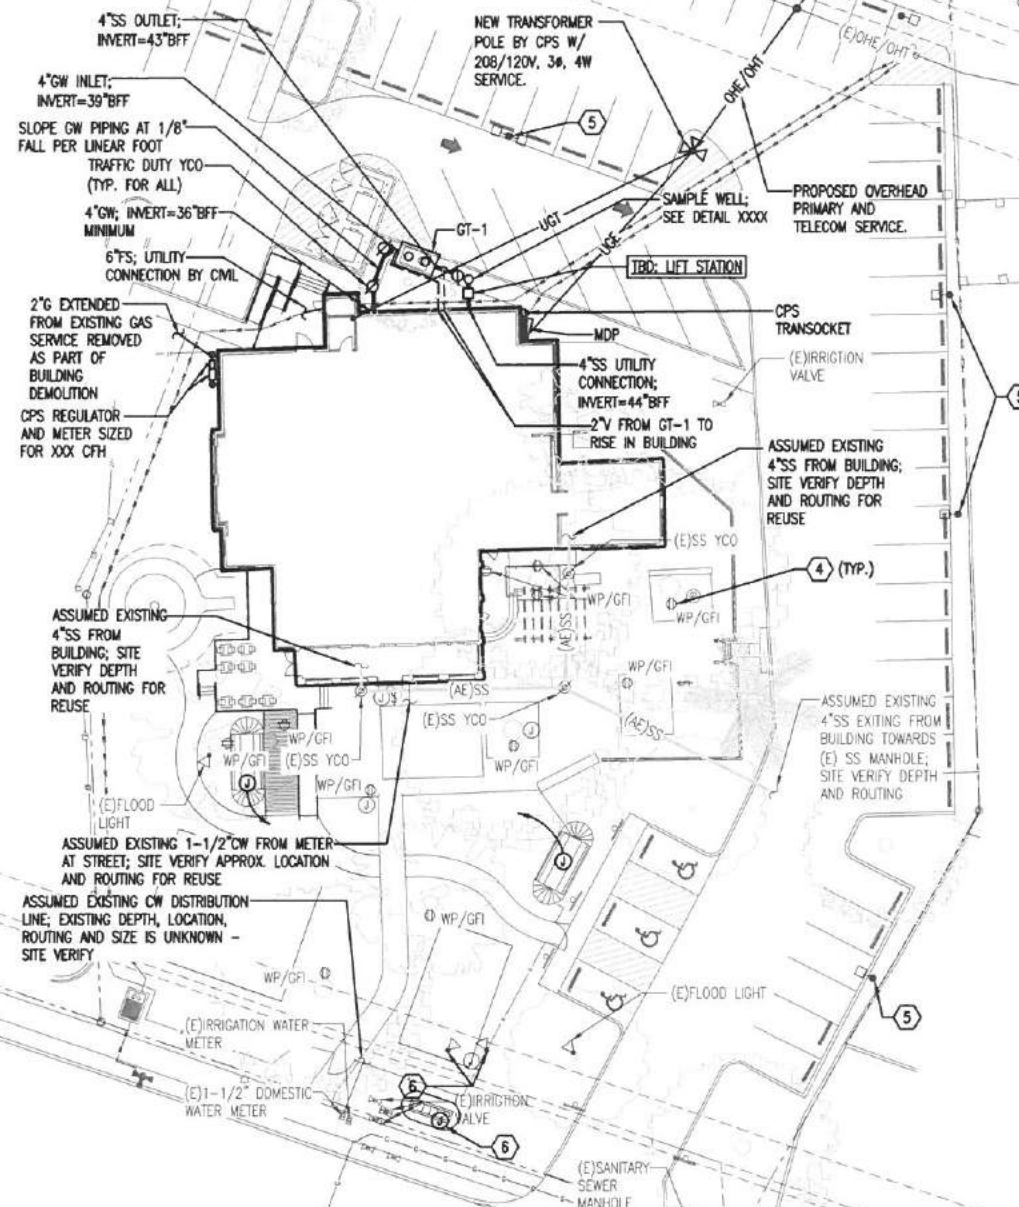 4"SS OUTLET;
INVERT=43"BFF
NEW TRANSFORMER
POLE BY CPS W/
208/120V, 3ø, 4W
SERVICE.
(E)OHE/OHT
OHE/OHT
4"GW INLET;
INVERT=39"BFF
5
SLOPE GW PIPING AT 1/8"
FALL PER LINEAR FOOT
TRAFFIC DUTY YCO
(TYP. FOR ALL)
SAMPLE WELL;
SEE DETAIL XXXX
PROPOSED OVERHEAD
PRIMARY AND
TELECOM SERVICE.
4"GW; INVERT=36"BFF
MINIMUM
GT-1
UGT
UGE
6"FS; UTILITY
CONNECTION BY CIVIL
TBD: LIFT STATION
2"G EXTENDED
FROM EXISTING GAS
SERVICE REMOVED
AS PART OF
BUILDING
DEMOLITION
CPS
TRANSOCKET
MDP
(E)IRRIGTION
VALVE
4"SS UTILITY
CONNECTION;
INVERT=44"BFF
CPS REGULATOR
AND METER SIZED
FOR XXX CFH
2"V FROM GT-1 TO
RISE IN BUILDING
ASSUMED EXISTING
4"SS FROM BUILDING;
SITE VERIFY DEPTH
AND ROUTING FOR
REUSE
(E)SS YCO
4 (TYP.)
WP/GFI
WP/GFI
(AE)SS
ASSUMED EXISTING
4"SS FROM
BUILDING; SITE
VERIFY DEPTH
AND ROUTING FOR
REUSE
WP/GFI
(AE)SS
J
(E)SS YCO
(AE)SS
ASSUMED EXISTING
4"SS EXITING FROM
BUILDING TOWARDS
(E) SS MANHOLE;
SITE VERIFY DEPTH
AND ROUTING
WP/GFI
J
WP/GFI
(E)SS YCO
WP/GFI
J
WP/GFI
J
(E)FLOOD
LIGHT
ASSUMED EXISTING 1-1/2"CW FROM METER
AT STREET; SITE VERIFY APPROX. LOCATION
AND ROUTING FOR REUSE
J
ASSUMED EXISTING CW DISTRIBUTION
LINE; EXISTING DEPTH, LOCATION,
ROUTING AND SIZE IS UNKNOWN -
SITE VERIFY
WP/GFI
WP/GFI
(E)FLOOD LIGHT
5
(E)IRRIGATION WATER
METER
J
6
(E)1-1/2" DOMESTIC
WATER METER
(E)IRRIGTION
VALVE
J
6
(E)SANITARY
SEWER
MANHOLE